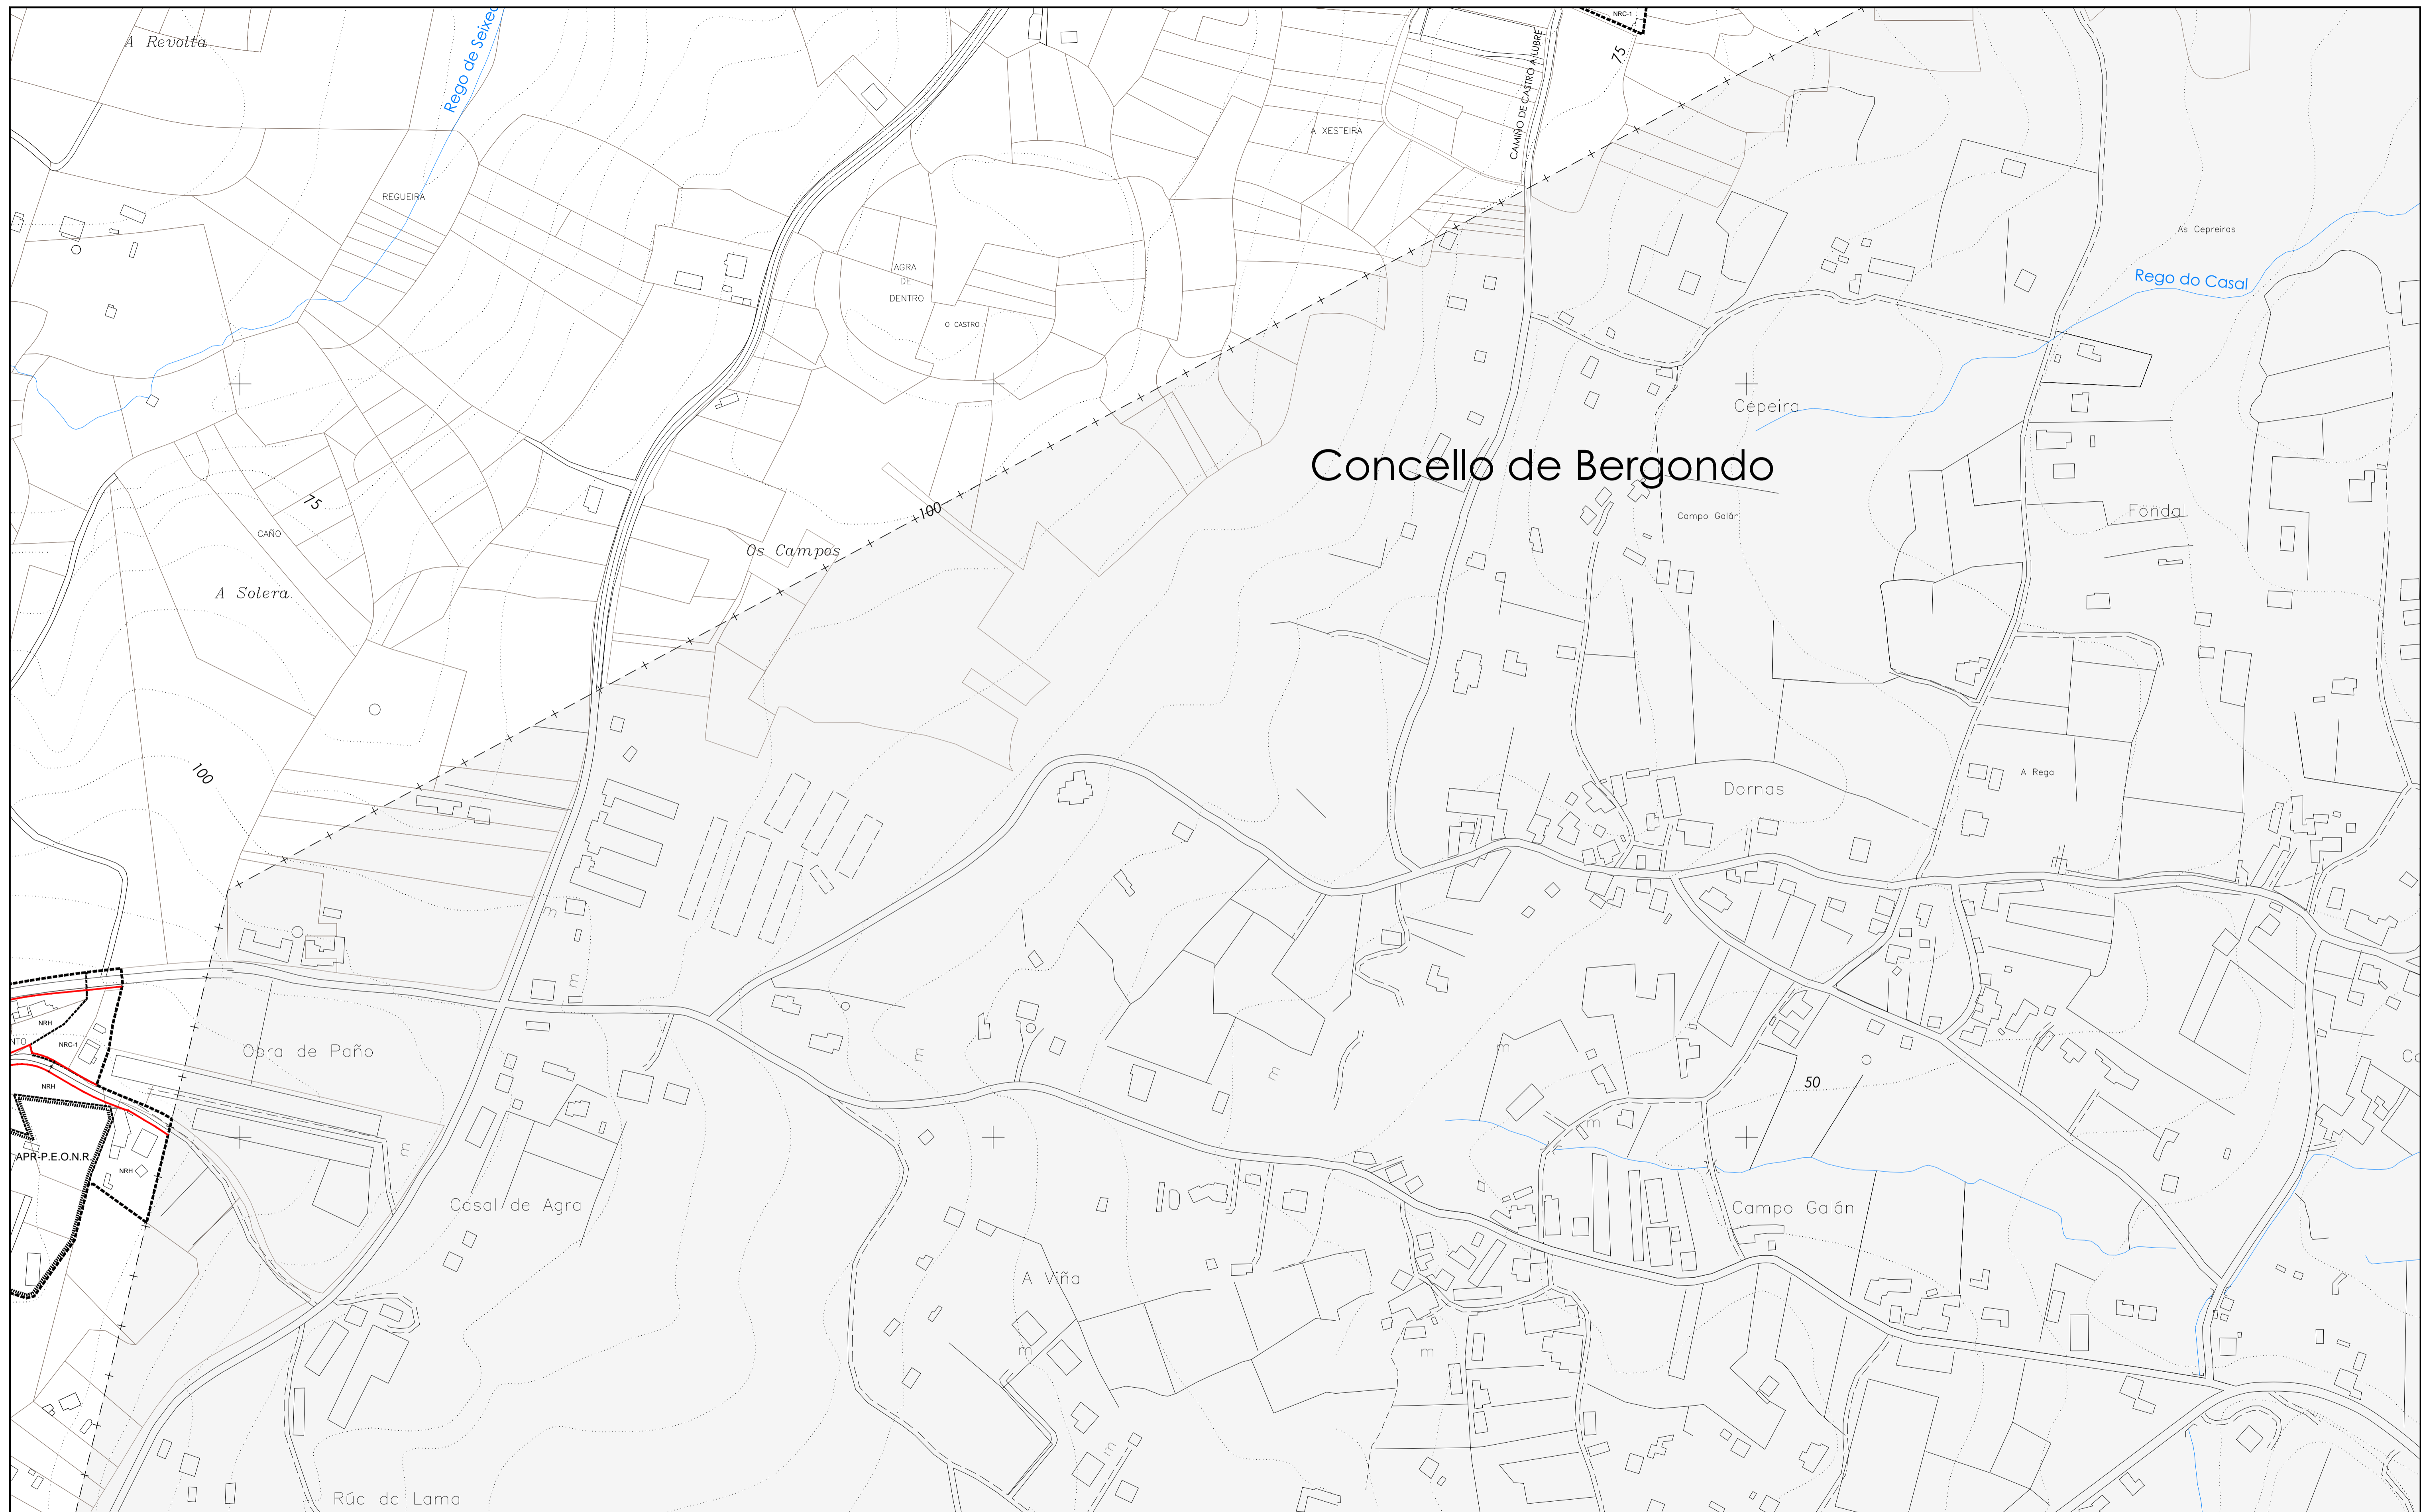 NRC-1
A Revolta
Rego de Seixe
75
CAMIÑO DE CASTRO A LUBRE
A XESTEIRA
REGUEIRA
As Cepreiras
AGRA
DE
DENTRO
Rego do Casal
O CASTRO
Cepeira
Concello de Bergondo
75
100
Fondal
Campo Galán
CAÑO
Os Campos
A Solera
100
A Rega
Dornas
m
m
NRH
NTO
NRC-1
Obra de Paño
m
m
m
Co
NRH
m
50
m
APR-P.E.O.N.R.
NRH
Casal de Agra
Campo Galán
A Viña
m
m
m
Rúa da Lama